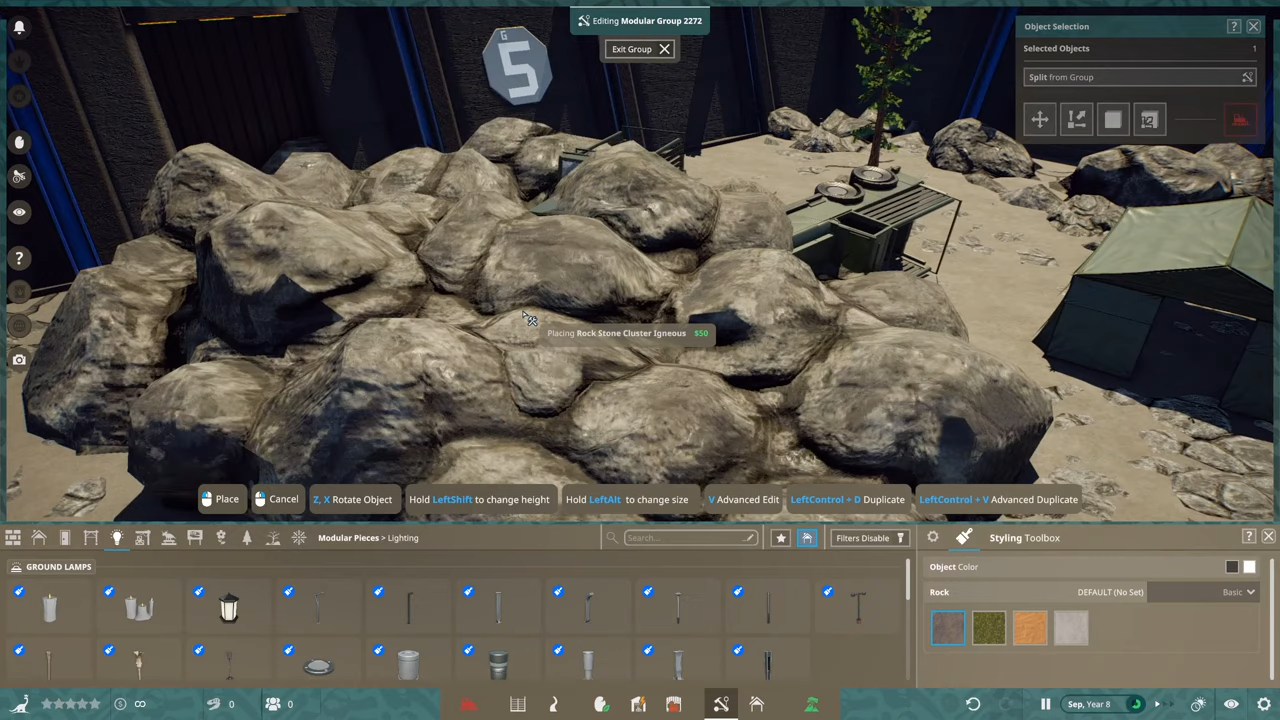 Editing Modular Group 2272
Exit Group
G
5
Object Selection
?
Selected Objects
1
Split from Group
12
?
Placing Rock Stone Cluster Igneous $50
Place
Cancel
Z, X Rotate Object
Hold LeftShift to change height
Hold LeftAlt to change size
V Advanced Edit
LeftControl + D Duplicate
LeftControl + V Advanced Duplicate
Modular Pieces > Lighting
Search...
Filters Disable
Styling Toolbox
?
GROUND LAMPS
Object Color
Rock
DEFAULT (No Set)
Basic
∞
0
0
Sep, Year 8